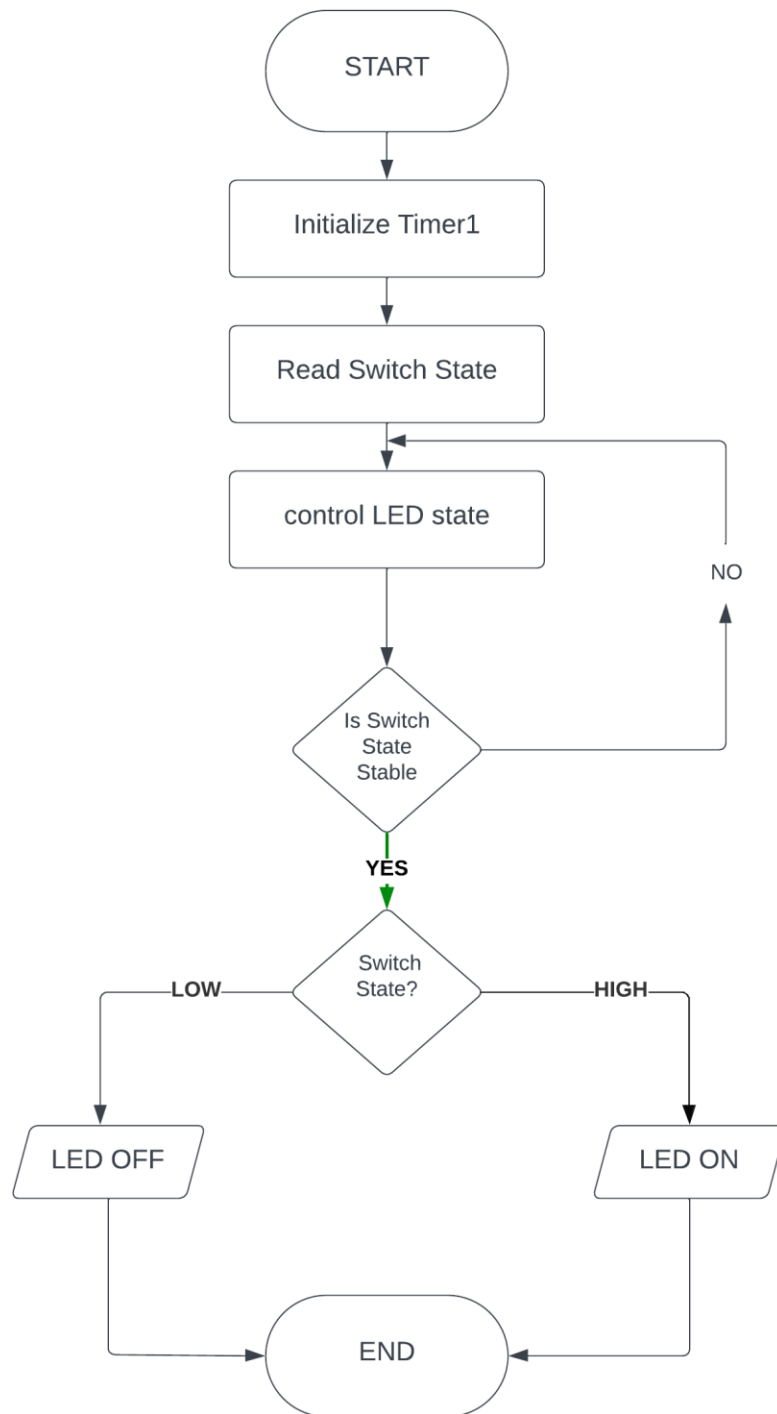 START
Initialize Timer1
Read Switch State
control LED state
NO
Is Switch
State
Stable
YES
Switch
State?
LOW
HIGH
LED OFF
LED ON
END